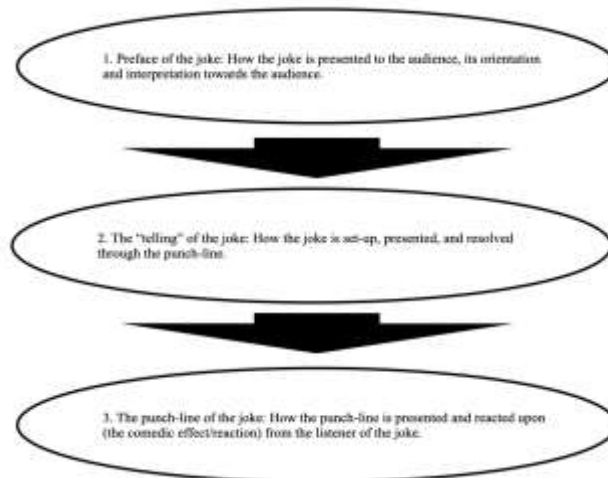 1. Preface of the joke: How the joke is presented to the audience, its orientation
and interpretation towards the audience.
2. The “telling” of the joke: How the joke is set-up, presented, and resolved
through the punch-line.
3. The punch-line of the joke: How the punch-line is presented and reacted upon
(the comedic effect/reaction) from the listener of the joke.